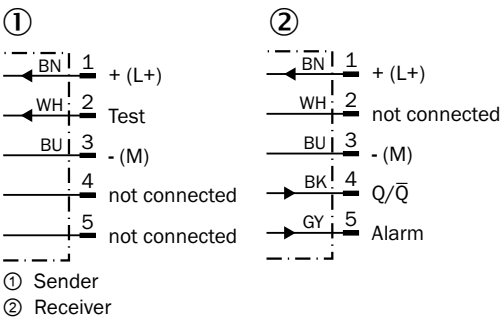 ①
BN 1 + (L+)
WH 2 Test
BU 3 - (M)
4 not connected
5 not connected
②
BN 1 + (L+)
WH 2 not connected
BU 3 - (M)
BK 4 Q/Q̅
GY 5 Alarm
① Sender
② Receiver